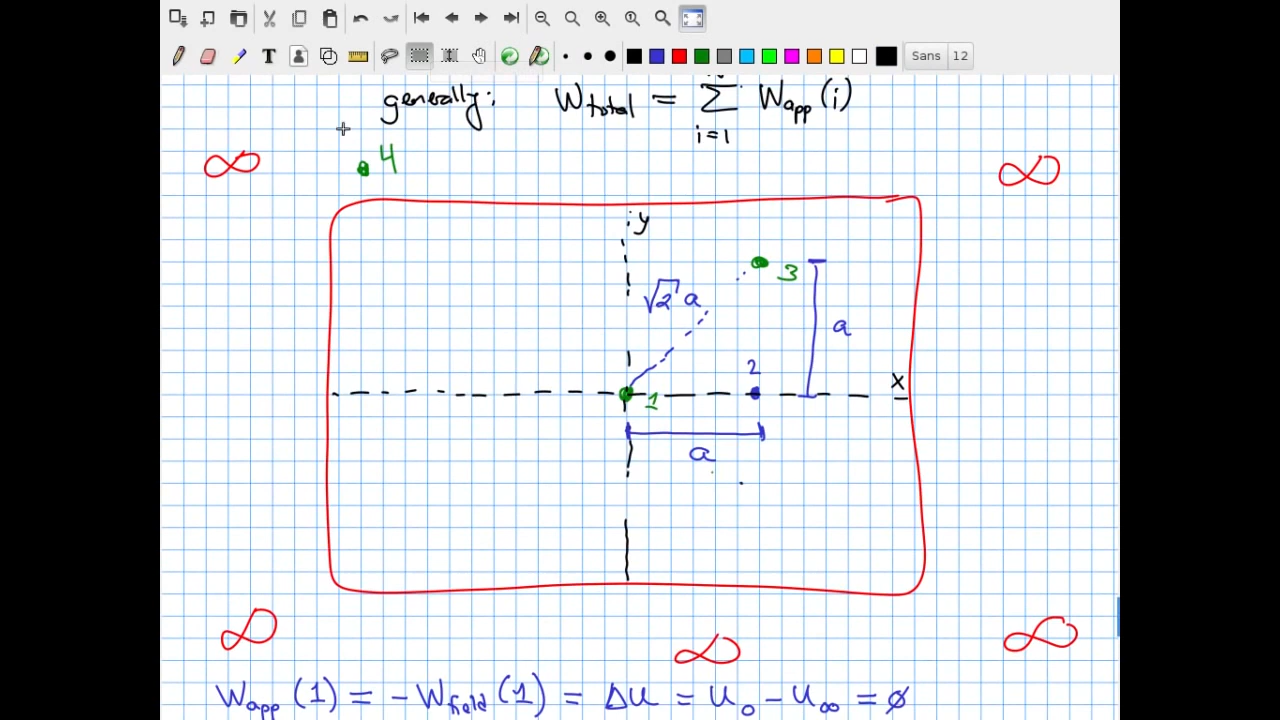 Sans 12
generally: W_total = Σ W_app(i)
i=1
∞ 4 ∞
y
3
√2 a
a
2
x
1
a
∞ ∞ ∞
W_app (1) = -W_field (1) = ΔU = U_0 - U_∞ = ∅